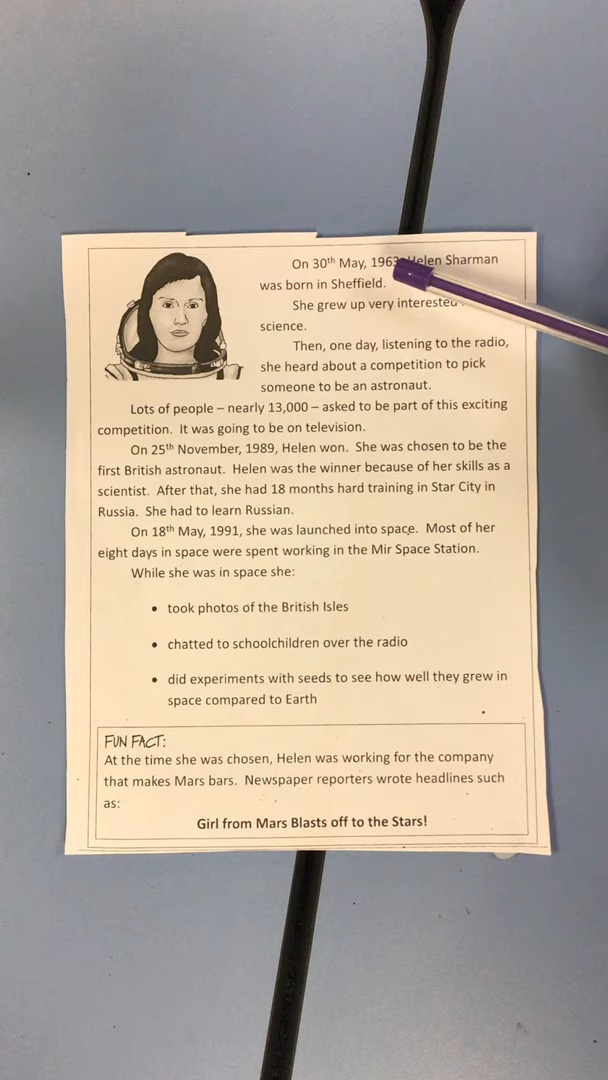 On 30th May, 1963, Helen Sharman
was born in Sheffield.
She grew up very interested
science.
Then, one day, listening to the radio,
she heard about a competition to pick
someone to be an astronaut.
Lots of people – nearly 13,000 – asked to be part of this exciting
competition. It was going to be on television.
On 25th November, 1989, Helen won. She was chosen to be the
first British astronaut. Helen was the winner because of her skills as a
scientist. After that, she had 18 months hard training in Star City in
Russia. She had to learn Russian.
On 18th May, 1991, she was launched into space. Most of her
eight days in space were spent working in the Mir Space Station.
While she was in space she:
• took photos of the British Isles
• chatted to schoolchildren over the radio
• did experiments with seeds to see how well they grew in
space compared to Earth
FUN FACT:
At the time she was chosen, Helen was working for the company
that makes Mars bars. Newspaper reporters wrote headlines such
as:
Girl from Mars Blasts off to the Stars!